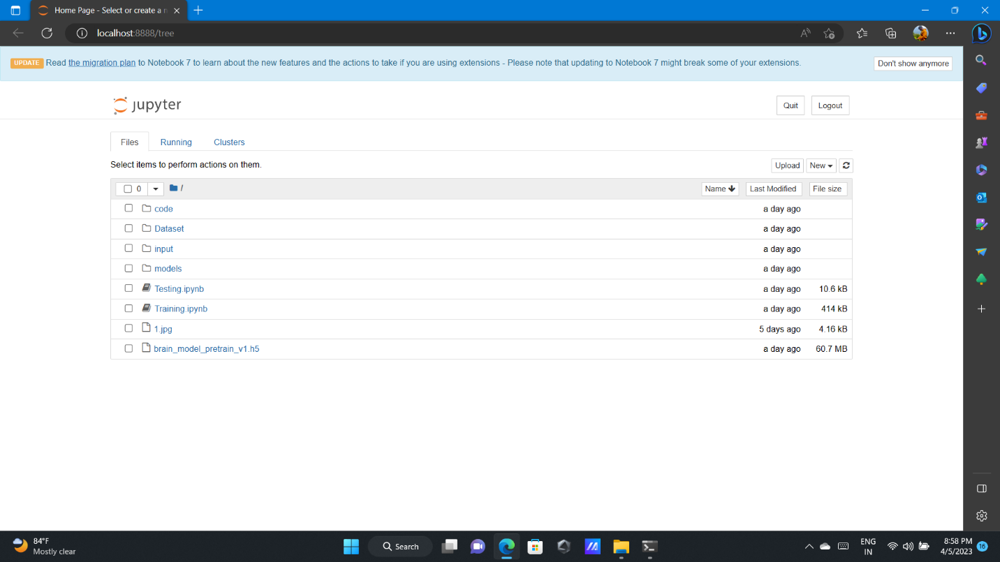 Home Page - Select or create a n
localhost:8888/tree
UPDATE Read the migration plan to Notebook 7 to learn about the new features and the actions to take if you are using extensions - Please note that updating to Notebook 7 might break some of your extensions. Don't show anymore
jupyter Quit Logout
Files Running Clusters
Select items to perform actions on them. Upload New
0 / Name Last Modified File size
code a day ago
Dataset a day ago
input a day ago
models a day ago
Testing.ipynb a day ago 10.6 kB
Training.ipynb a day ago 414 kB
1.jpg 5 days ago 4.16 kB
brain_model_pretrain_v1.h5 a day ago 60.7 MB
84°F
Mostly clear
Search
ENG
IN
8:58 PM
4/5/2023
16